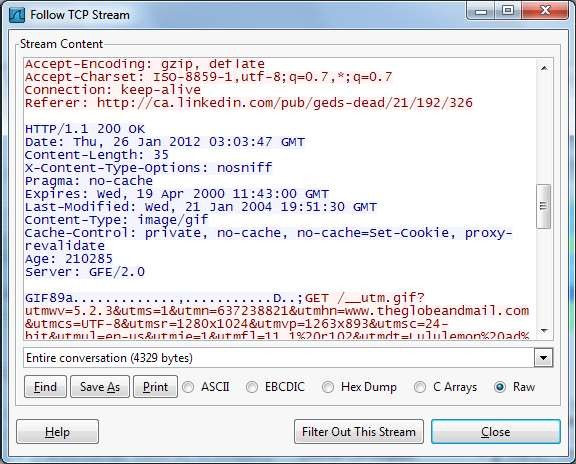 Follow TCP Stream
Stream Content
Accept-Encoding: gzip, deflate
Accept-Charset: ISO-8859-1,utf-8;q=0.7,*;q=0.7
Connection: keep-alive
Referer: http://ca.linkedin.com/pub/geds-dead/21/192/326
HTTP/1.1 200 OK
Date: Thu, 26 Jan 2012 03:03:47 GMT
Content-Length: 35
X-Content-Type-Options: nosniff
Pragma: no-cache
Expires: Wed, 19 Apr 2000 11:43:00 GMT
Last-Modified: Wed, 21 Jan 2004 19:51:30 GMT
Content-Type: image/gif
Cache-Control: private, no-cache, no-cache=Set-Cookie, proxy-
revalidate
Age: 210285
Server: GFE/2.0
GIF89a.............,...........D..;GET /__utm.gif?
utmwv=5.2.3&utms=1&utmn=637238821&utmhn=www.theglobeandmail.com
&utmcs=UTF-8&utmsr=1280x1024&utmvp=1263x893&utmsc=24-
bit&utmul=en-us&utmje=1&utmfl=11.1%20r102&utmdt=Lululemon%20ad%
Entire conversation (4329 bytes)
Find Save As Print ASCII EBCDIC Hex Dump C Arrays Raw
Help Filter Out This Stream Close